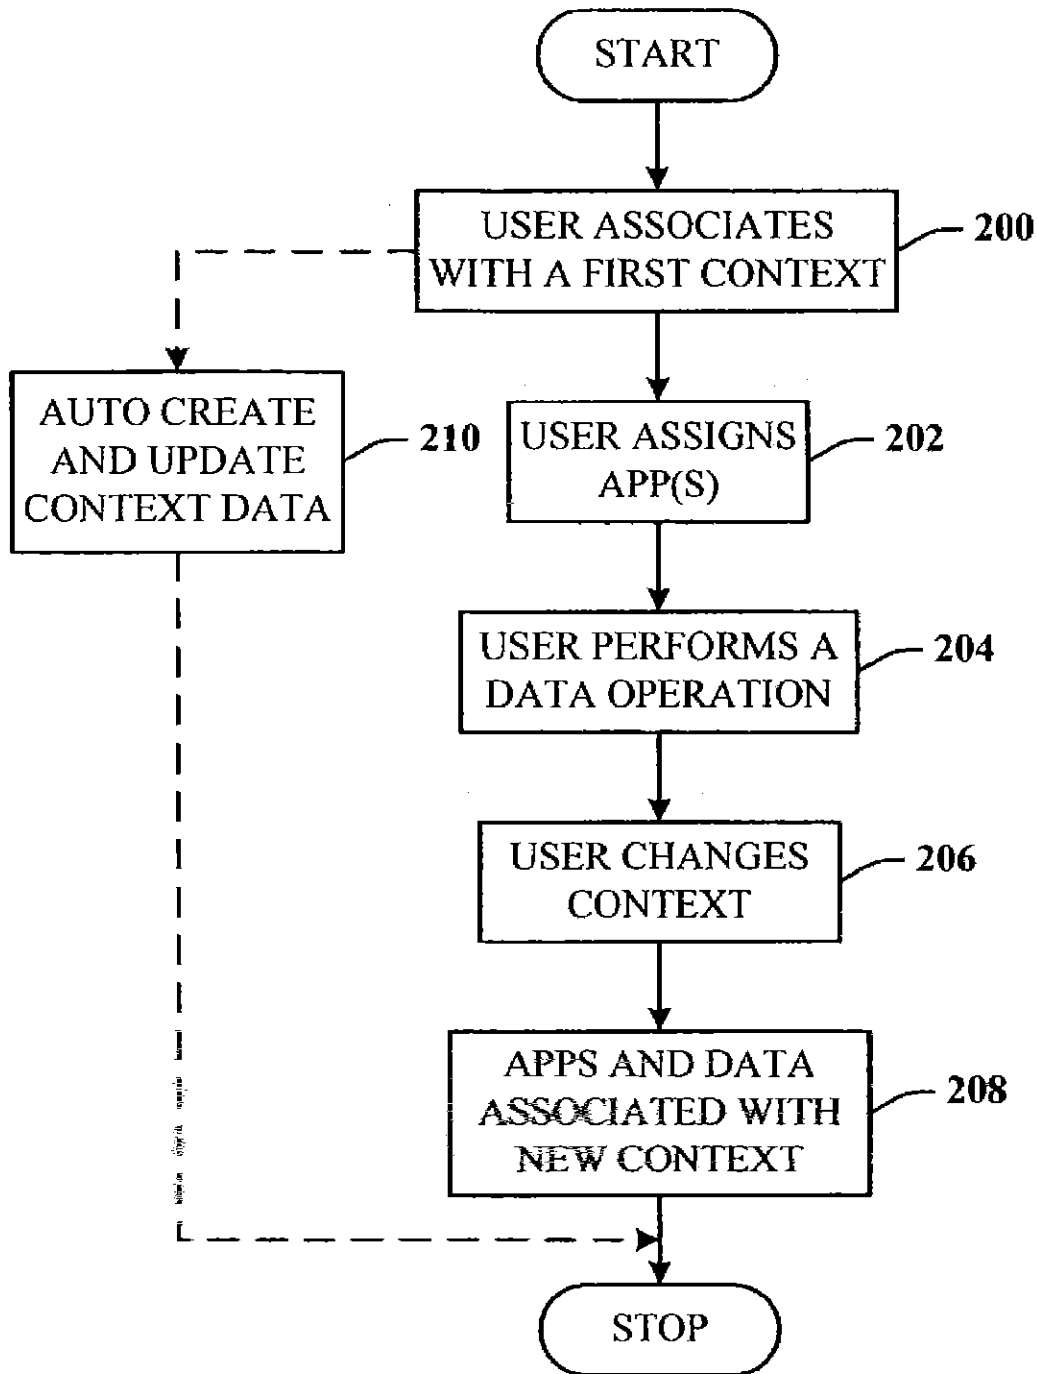 START
USER ASSOCIATES
WITH A FIRST CONTEXT
200
AUTO CREATE
AND UPDATE
CONTEXT DATA
210
USER ASSIGNS
APP(S)
202
USER PERFORMS A
DATA OPERATION
204
USER CHANGES
CONTEXT
206
APPS AND DATA
ASSOCIATED WITH
NEW CONTEXT
208
STOP